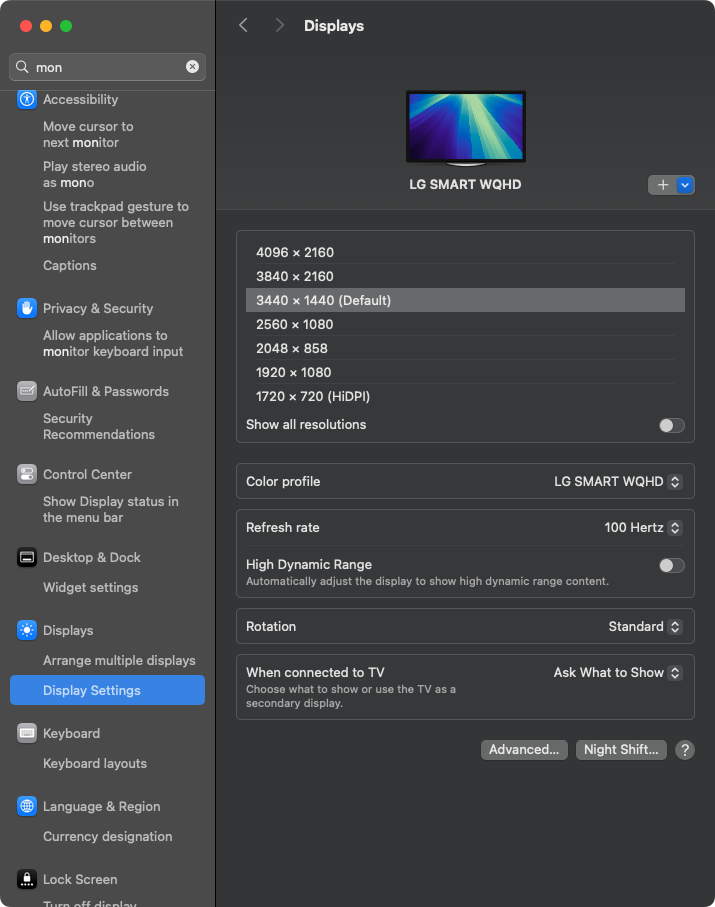 mon
Accessibility
Move cursor to
next monitor
Play stereo audio
as mono
Use trackpad gesture to
move cursor between
monitors
Captions
Privacy & Security
Allow applications to
monitor keyboard input
AutoFill & Passwords
Security
Recommendations
Control Center
Show Display status in
the menu bar
Desktop & Dock
Widget settings
Displays
Arrange multiple displays
Display Settings
Keyboard
Keyboard layouts
Language & Region
Currency designation
Lock Screen
Turn off display
Displays
LG SMART WQHD
4096 × 2160
3840 × 2160
3440 × 1440 (Default)
2560 × 1080
2048 × 858
1920 × 1080
1720 × 720 (HiDPI)
Show all resolutions
Color profile LG SMART WQHD
Refresh rate 100 Hertz
High Dynamic Range
Automatically adjust the display to show high dynamic range content.
Rotation Standard
When connected to TV Ask What to Show
Choose what to show or use the TV as a
secondary display.
Advanced... Night Shift... ?